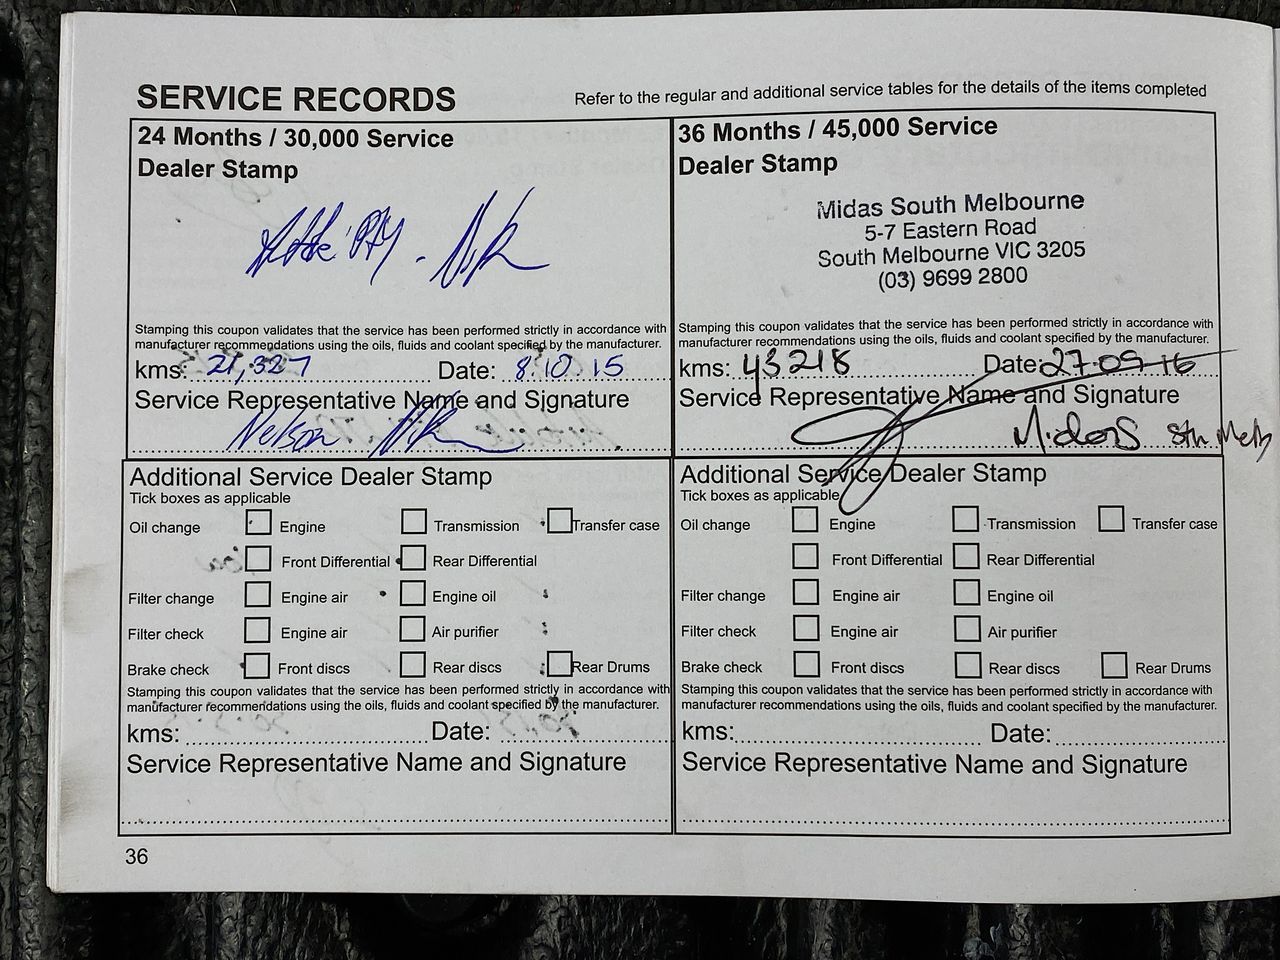 SERVICE RECORDS
Refer to the regular and additional service tables for the details of the items completed
24 Months / 30,000 Service
Dealer Stamp
Stamping this coupon validates that the service has been performed strictly in accordance with
manufacturer recommendations using the oils, fluids and coolant specified by the manufacturer.
kms: 21,327 Date: 8.10.15
Service Representative Name and Signature
Nelson
Additional Service Dealer Stamp
Tick boxes as applicable
Oil change Engine Transmission Transfer case
Front Differential Rear Differential
Filter change Engine air Engine oil
Filter check Engine air Air purifier
Brake check Front discs Rear discs Rear Drums
Stamping this coupon validates that the service has been performed strictly in accordance with
manufacturer recommendations using the oils, fluids and coolant specified by the manufacturer.
kms: Date:
Service Representative Name and Signature
36 Months / 45,000 Service
Dealer Stamp
Midas South Melbourne
5-7 Eastern Road
South Melbourne VIC 3205
(03) 9699 2800
Stamping this coupon validates that the service has been performed strictly in accordance with
manufacturer recommendations using the oils, fluids and coolant specified by the manufacturer.
kms: 43218 Date: 27.09.16
Service Representative Name and Signature
Midas Sth Melb
Additional Service Dealer Stamp
Tick boxes as applicable
Oil change Engine Transmission Transfer case
Front Differential Rear Differential
Filter change Engine air Engine oil
Filter check Engine air Air purifier
Brake check Front discs Rear discs Rear Drums
Stamping this coupon validates that the service has been performed strictly in accordance with
manufacturer recommendations using the oils, fluids and coolant specified by the manufacturer.
kms: Date:
Service Representative Name and Signature
36